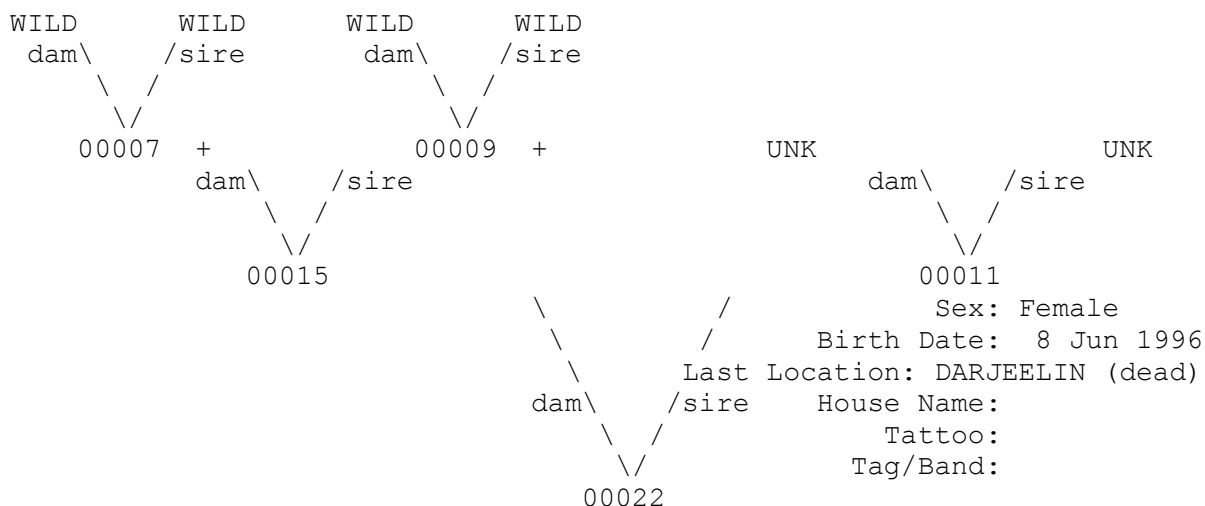 WILD WILD WILD WILD
dam\ /sire dam\ /sire
\ / \ /
\/ \/
00007 + 00009 + UNK UNK
dam\ /sire dam\ /sire
\ / \ /
\/ \/
00015 00011
\ / Sex: Female
\ / Birth Date: 8 Jun 1996
\ Last Location: DARJEELIN (dead)
dam\ /sire House Name:
\ / Tattoo:
\/ Tag/Band:
00022